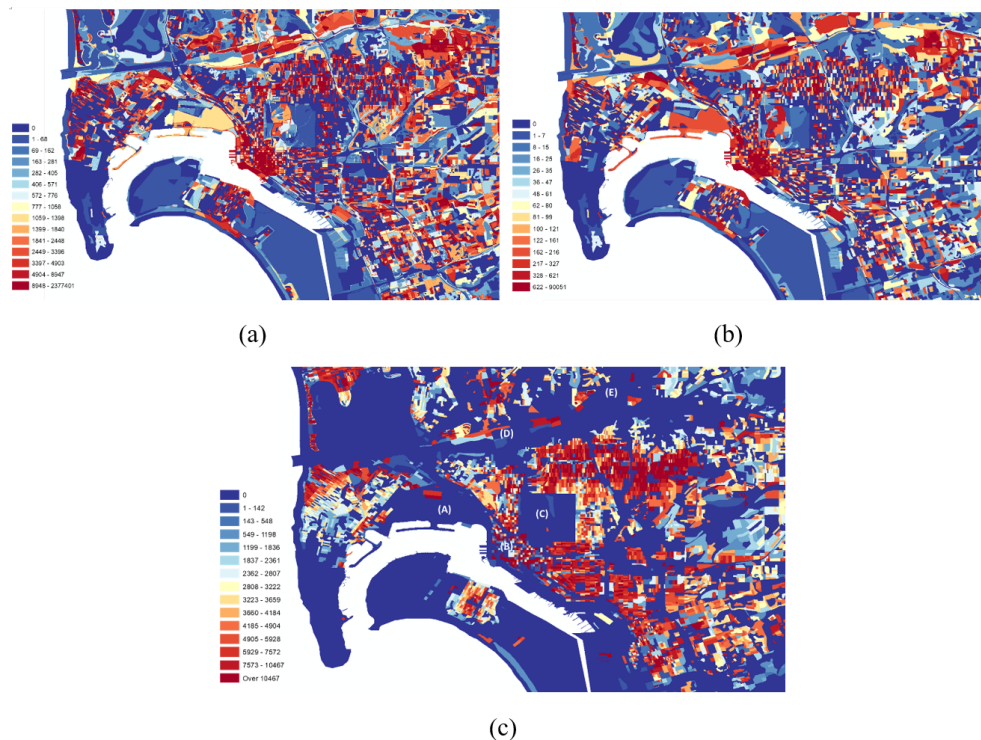 0
1 - 68
69 - 162
163 - 281
282 - 405
406 - 571
572 - 776
777 - 1058
1059 - 1398
1399 - 1840
1841 - 2448
2449 - 3396
3397 - 4903
4904 - 8947
8948 - 2377401
(a)
0
1 - 7
8 - 15
16 - 25
26 - 35
36 - 47
48 - 61
62 - 80
81 - 99
100 - 121
122 - 161
162 - 216
217 - 327
328 - 621
622 - 90051
(b)
(E)
(D)
(A)
(C)
(B)
0
1 - 142
143 - 548
549 - 1198
1199 - 1836
1837 - 2361
2362 - 2807
2808 - 3222
3223 - 3659
3660 - 4184
4185 - 4904
4905 - 5928
5929 - 7572
7573 - 10467
Over 10467
(c)